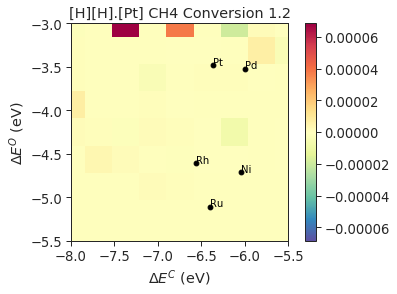 [H][H].[Pt] CH4 Conversion 1.2
−3.0
−3.5
−4.0
−4.5
−5.0
−5.5
ΔE^O (eV)
Pt
Pd
Rh
Ni
Ru
−8.0 −7.5 −7.0 −6.5 −6.0 −5.5
ΔE^C (eV)
0.00006
0.00004
0.00002
0.00000
−0.00002
−0.00004
−0.00006